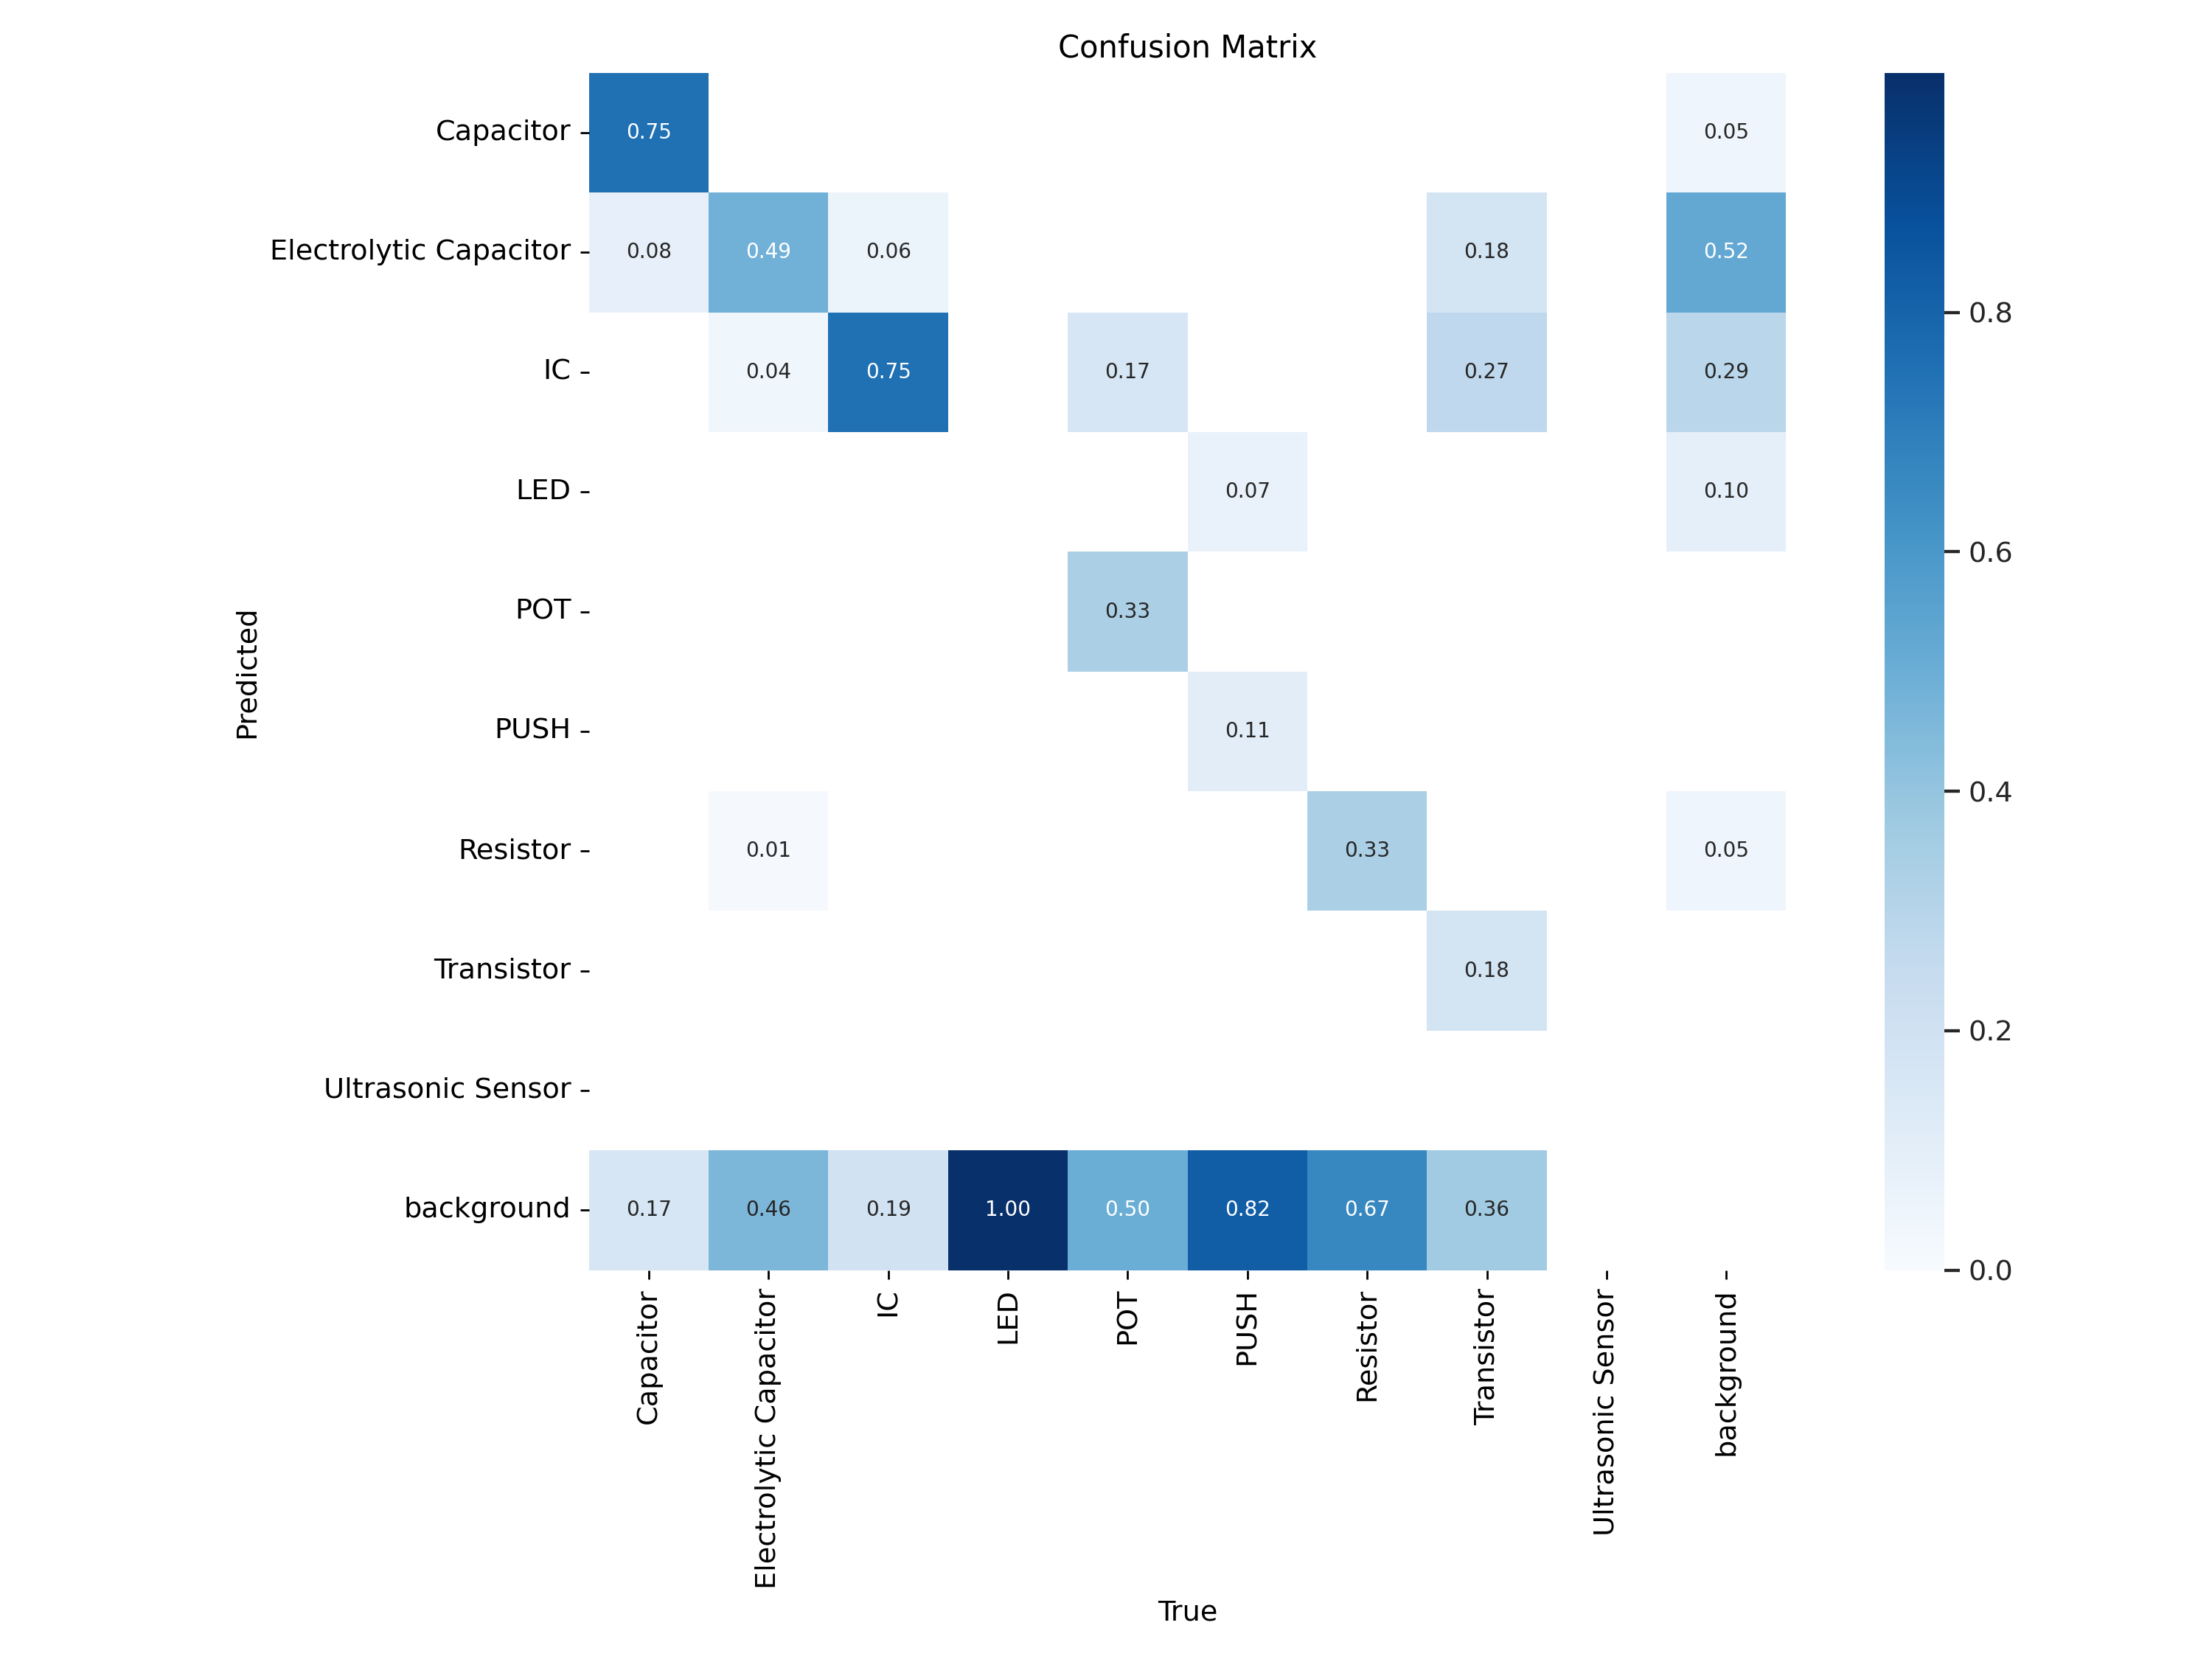 Confusion Matrix
Capacitor 0.75 0.05
Electrolytic Capacitor 0.08 0.49 0.06 0.18 0.52
IC 0.04 0.75 0.17 0.27 0.29
LED 0.07 0.10
POT 0.33
PUSH 0.11
Resistor 0.01 0.33 0.05
Transistor 0.18
Ultrasonic Sensor
background 0.17 0.46 0.19 1.00 0.50 0.82 0.67 0.36
Predicted
Capacitor
Electrolytic Capacitor
IC
LED
POT
PUSH
Resistor
Transistor
Ultrasonic Sensor
background
True
0.8
0.6
0.4
0.2
0.0